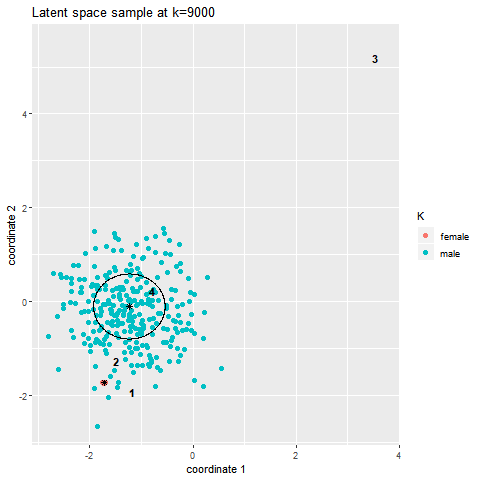 Latent space sample at k=9000
3
4
2
0
-2
4
2
1
coordinate 2
-2
0
2
4
coordinate 1
K
female
male